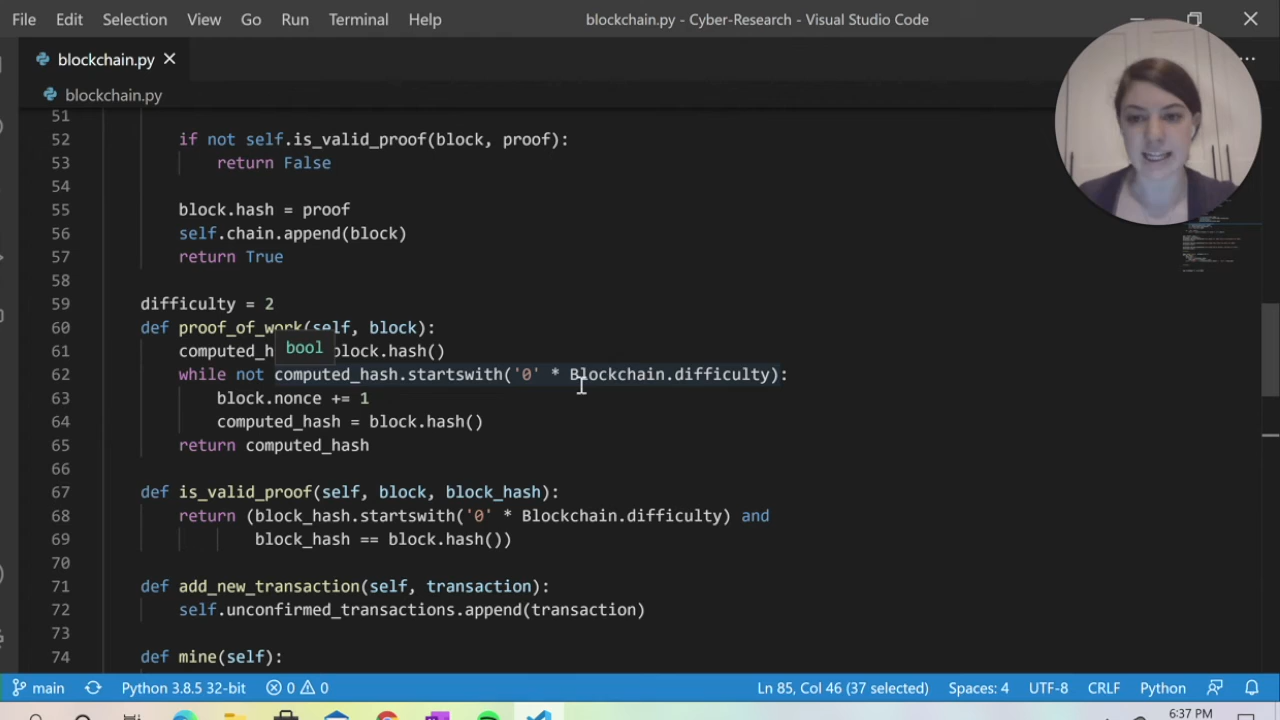 File Edit Selection View Go Run Terminal Help blockchain.py - Cyber-Research - Visual Studio Code
blockchain.py
blockchain.py
51
52 if not self.is_valid_proof(block, proof):
53 return False
54
55 block.hash = proof
56 self.chain.append(block)
57 return True
58
59 difficulty = 2
60 def proof_of_work(self, block):
61 computed_h block.hash()
bool
62 while not computed_hash.startswith('0' * Blockchain.difficulty):
63 block.nonce += 1
64 computed_hash = block.hash()
65 return computed_hash
66
67 def is_valid_proof(self, block, block_hash):
68 return (block_hash.startswith('0' * Blockchain.difficulty) and
69 block_hash == block.hash())
70
71 def add_new_transaction(self, transaction):
72 self.unconfirmed_transactions.append(transaction)
73
74 def mine(self):
main Python 3.8.5 32-bit 0 0 Ln 85, Col 46 (37 selected) Spaces: 4 UTF-8 CRLF Python
6:37 PM